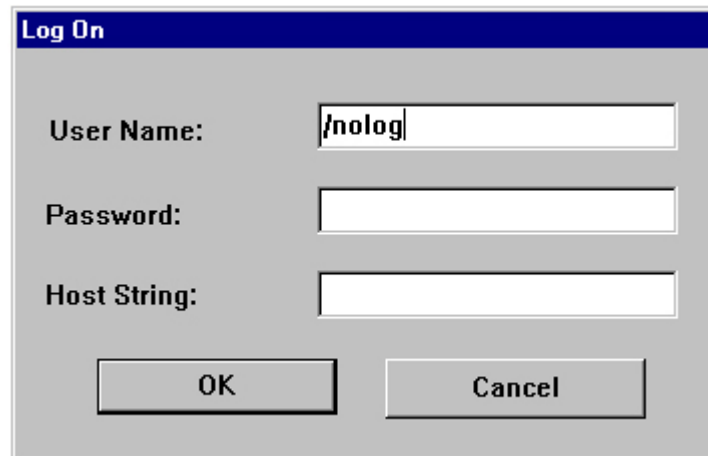 Log On
User Name:
/nolog
Password:
Host String:
OK
Cancel